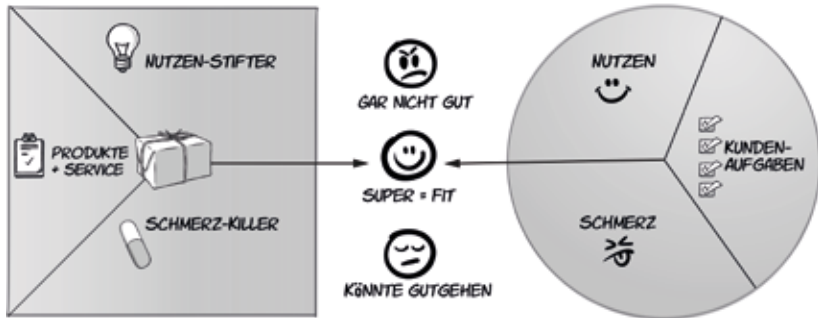 NUTZEN-STIFTER
PRODUKTE
+ SERVICE
SCHMERZ-KILLER
GAR NICHT GUT
SUPER = FIT
KÖNNTE GUTGEHEN
NUTZEN
KUNDEN-
AUFGABEN
SCHMERZ